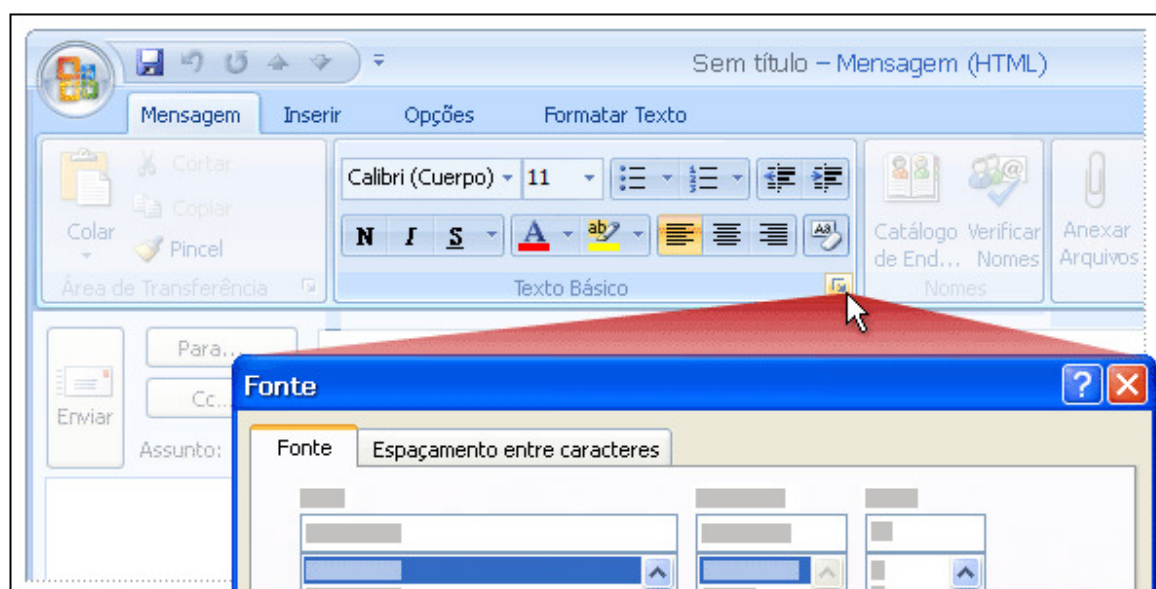 Sem título – Mensagem (HTML)
Mensagem Inserir Opções Formatar Texto
Colar
Cortar
Copiar
Pincel
Área de Transferência
Calibri (Cuerpo) 11
N I S A ab
Texto Básico
Catálogo de End...
Verificar Nomes
Nomes
Anexar Arquivos
Enviar
Para...
Cc...
Assunto:
Fonte
Fonte Espaçamento entre caracteres